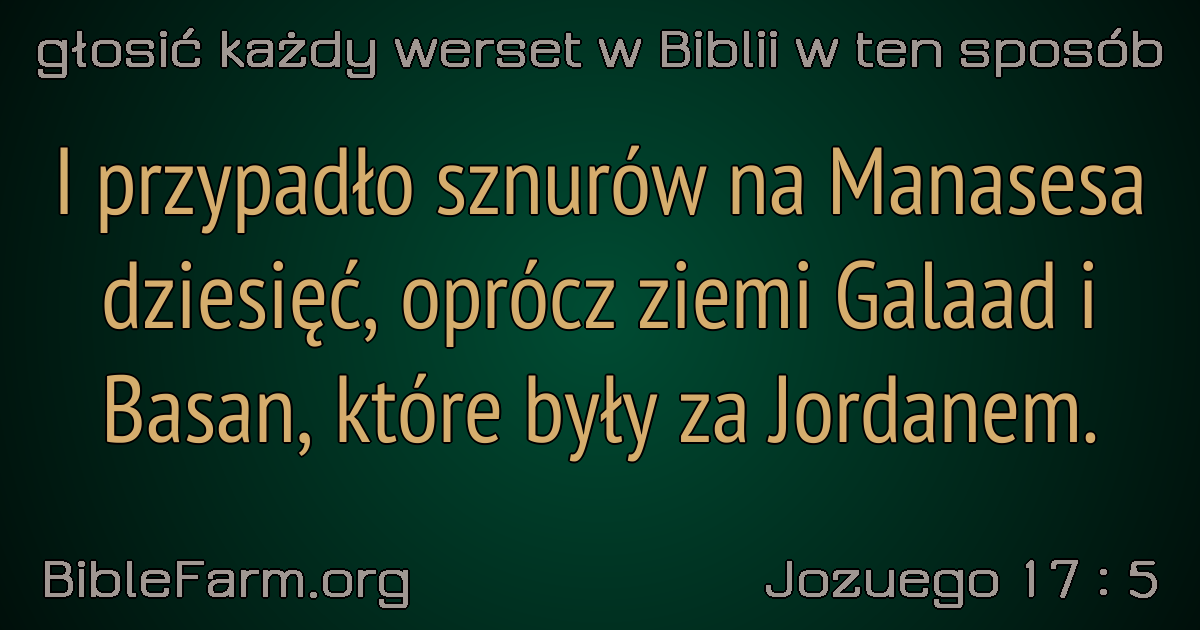 głosić każdy werset w Biblii w ten sposób
I przypadło sznurów na Manasesa
dziesięć, oprócz ziemi Galaad i
Basan, które były za Jordanem.
BibleFarm.org
Jozuego 17 : 5